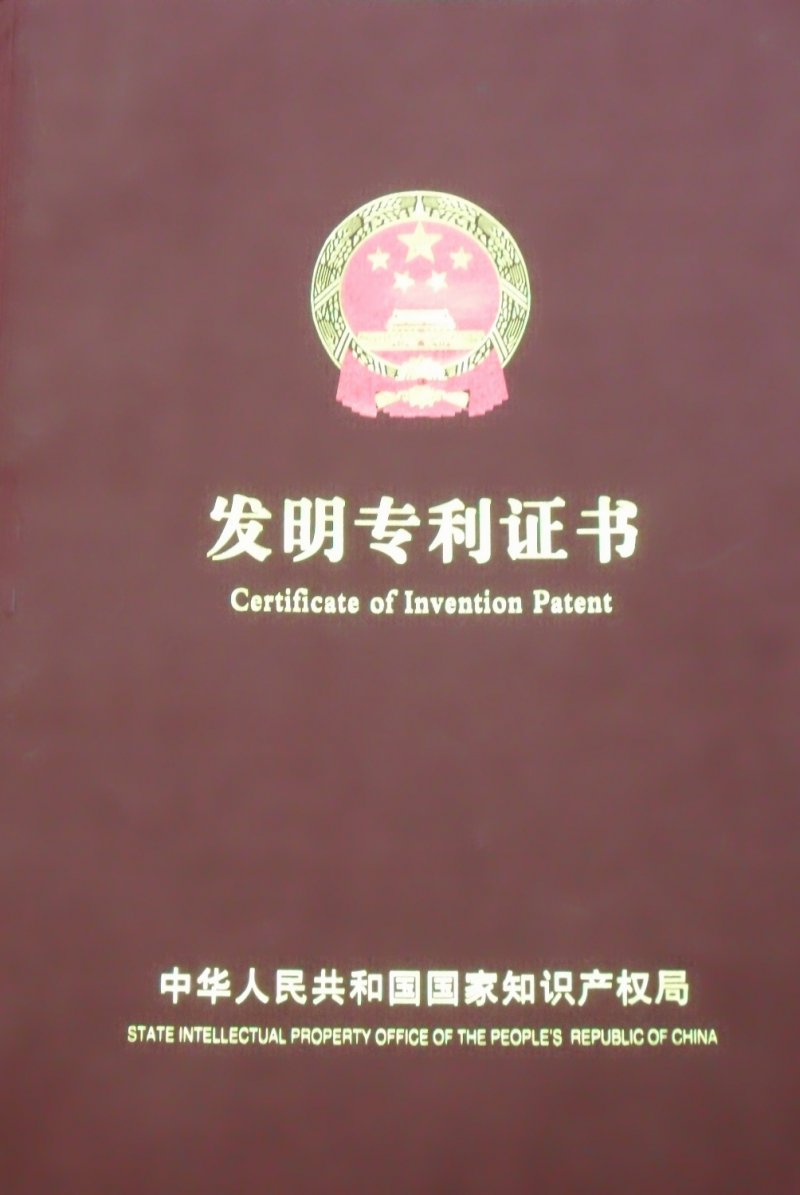 发明专利证书
Certificate of Invention Patent
中华人民共和国国家知识产权局
STATE INTELLECTUAL PROPERTY OFFICE OF THE PEOPLE'S REPUBLIC OF CHINA